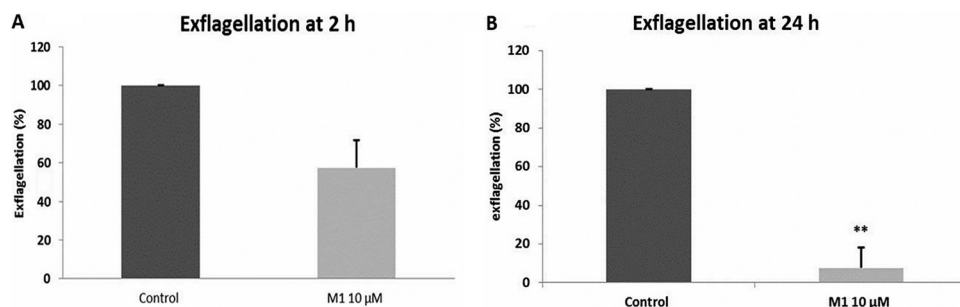 A
Exflagellation at 2 h
Exflagellation (%)
120
100
80
60
40
20
0
Control
M1 10 µM
B
Exflagellation at 24 h
exflagellation (%)
120
100
80
60
40
20
0
**
Control
M1 10 µM